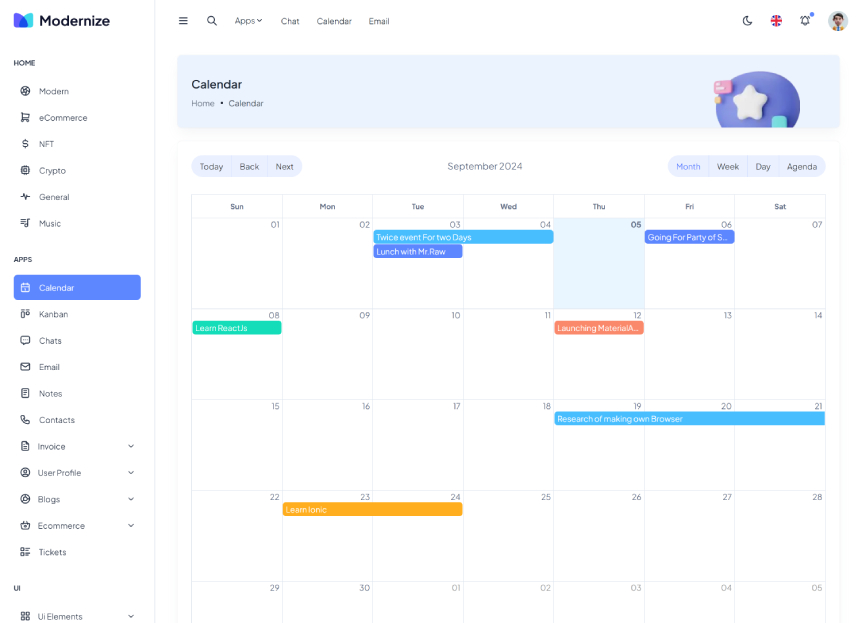 Modernize
Apps Chat Calendar Email
HOME
Modern
eCommerce
NFT
Crypto
General
Music
APPS
Calendar
Kanban
Chats
Email
Notes
Contacts
Invoice
User Profile
Blogs
Ecommerce
Tickets
UI
Ui Elements
Calendar
Home • Calendar
Today Back Next
September 2024
Month Week Day Agenda
Sun Mon Tue Wed Thu Fri Sat
01 02 03 04 05 06 07
Twice event For two Days
Going For Party of S...
Lunch with Mr.Raw
08 09 10 11 12 13 14
Learn ReactJs
Launching MaterialA...
15 16 17 18 19 20 21
Research of making own Browser
22 23 24 25 26 27 28
Learn Ionic
29 30 01 02 03 04 05